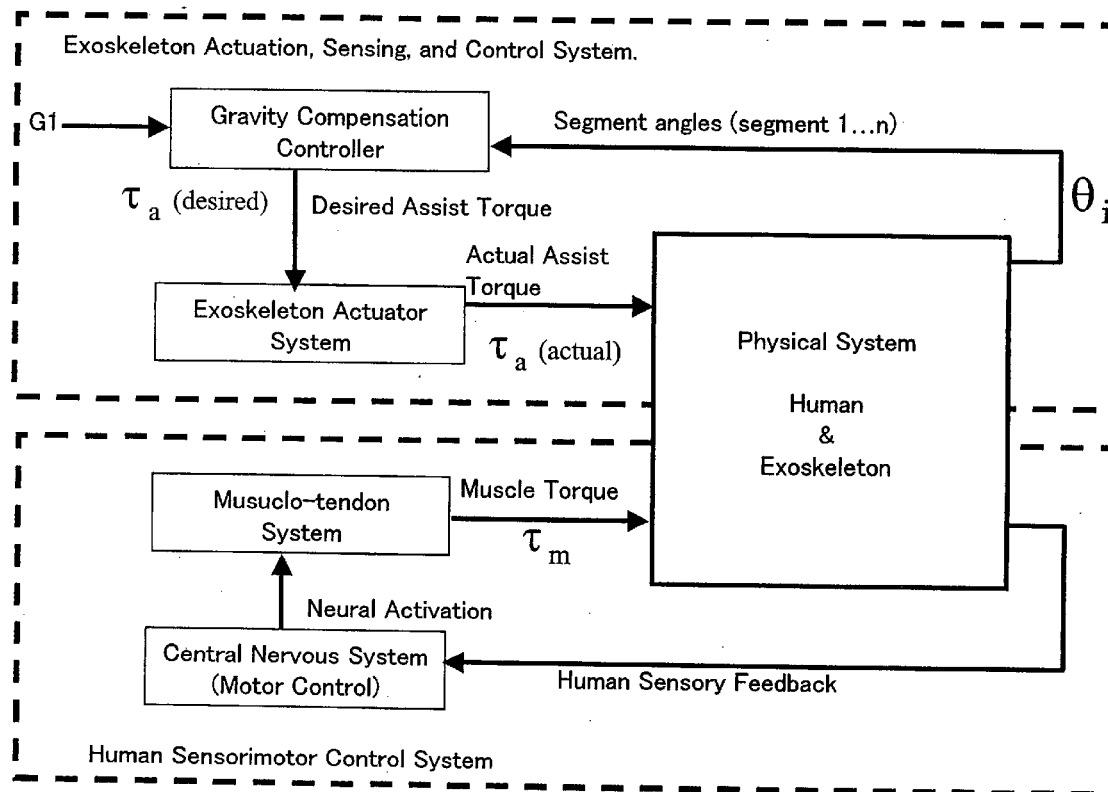 Exoskeleton Actuation, Sensing, and Control System.
G1
Gravity Compensation
Controller
Segment angles (segment 1...n)
θ i
τ a (desired)
Desired Assist Torque
Actual Assist
Torque
Exoskeleton Actuator
System
τ a (actual)
Physical System
Human
&
Exoskeleton
Musuclo-tendon
System
Muscle Torque
τ m
Neural Activation
Central Nervous System
(Motor Control)
Human Sensory Feedback
Human Sensorimotor Control System